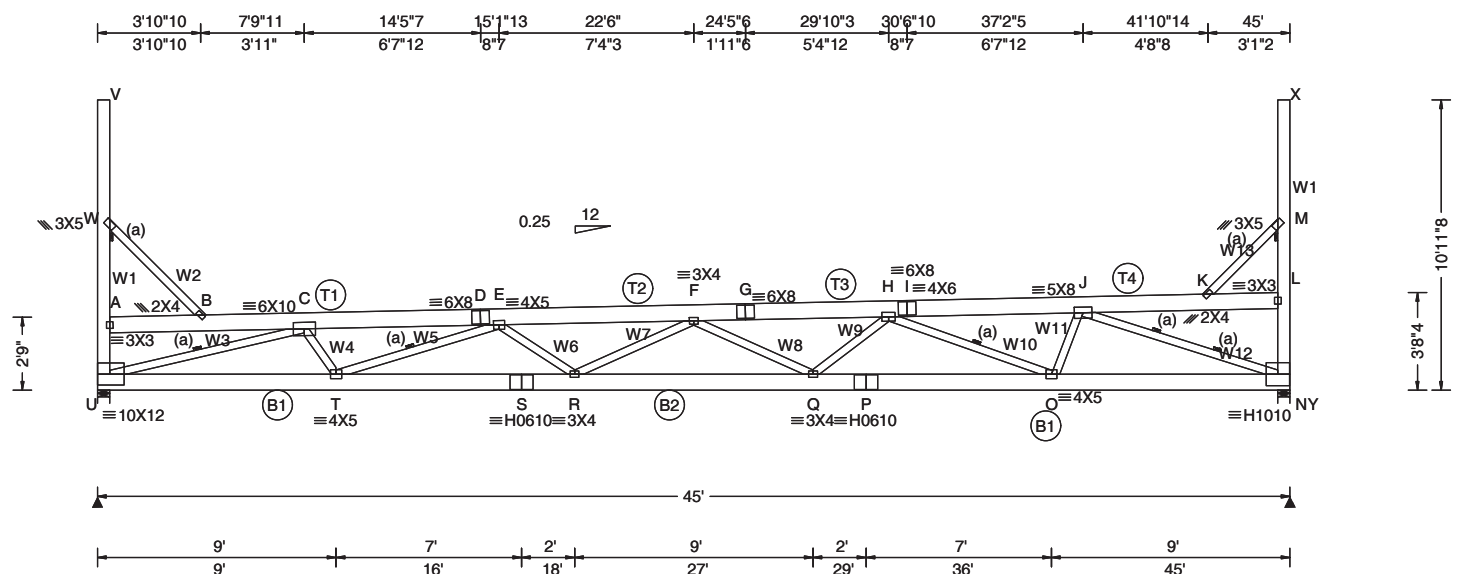 3'10"10 7'9"11 14'5"7 15'1"13 22'6" 24'5"6 29'10"3 30'6"10 37'2"5 41'10"14 45'
3'10"10 3'11" 6'7"12 8"7 7'4"3 1'11"6 5'4"12 8"7 6'7"12 4'8"8 3'1"2
V X
W1
≡3X5 W (a) 0.25 12 ≡3X5 M
(a)
W13
W1 W2 ≡3X4 ≡6X8 K L
A ≡2X4 B ≡6X10 C T1 ≡6X8 D E ≡4X5 T2 F G ≡6X8 T3 H I ≡4X6 ≡5X8 J T4 ≡3X3
≡2X4
≡3X3 (a) W3 W4 (a) W5 W6 W7 W8 W9 (a) W10 W11 (a) (a) W12
2'9" 3'8"4 10'11"8
U B1 T S R B2 Q P O NY
≡10X12 ≡4X5 ≡H0610 ≡3X4 ≡3X4 ≡H0610 ≡4X5 ≡H1010
B1
45'
9' 7' 2' 9' 2' 7' 9'
9' 16' 18' 27' 29' 36' 45'